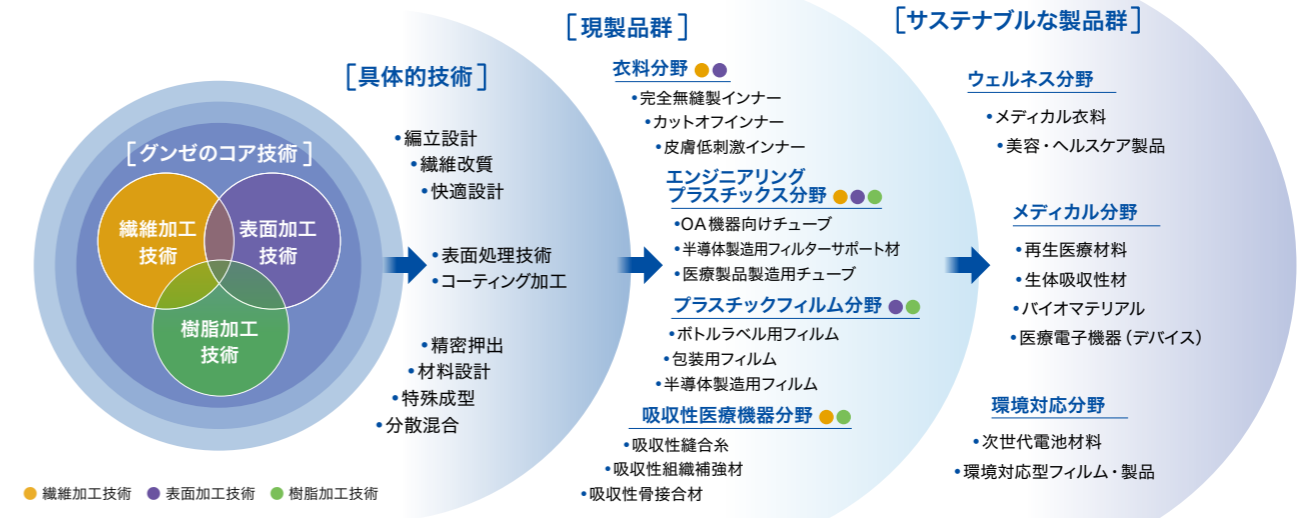 [グンゼのコア技術]
繊維加工
技術
表面加工
技術
樹脂加工
技術
●繊維加工技術 ●表面加工技術 ●樹脂加工技術
[具体的技術]
•編立設計
•繊維改質
•快適設計
•表面処理技術
•コーティング加工
•精密押出
•材料設計
•特殊成型
•分散混合
[現製品群]
衣料分野
•完全無縫製インナー
•カットオフインナー
•皮膚低刺激インナー
エンジニアリング
プラスチックス分野
•OA機器向けチューブ
•半導体製造用フィルターサポート材
•医療製品製造用チューブ
プラスチックフィルム分野
•ボトルラベル用フィルム
•包装用フィルム
•半導体製造用フィルム
吸収性医療機器分野
•吸収性縫合糸
•吸収性組織補強材
•吸収性骨接合材
[サステナブルな製品群]
ウェルネス分野
•メディカル衣料
•美容・ヘルスケア製品
メディカル分野
•再生医療材料
•生体吸収性材
•バイオマテリアル
•医療電子機器（デバイス）
環境対応分野
•次世代電池材料
•環境対応型フィルム・製品